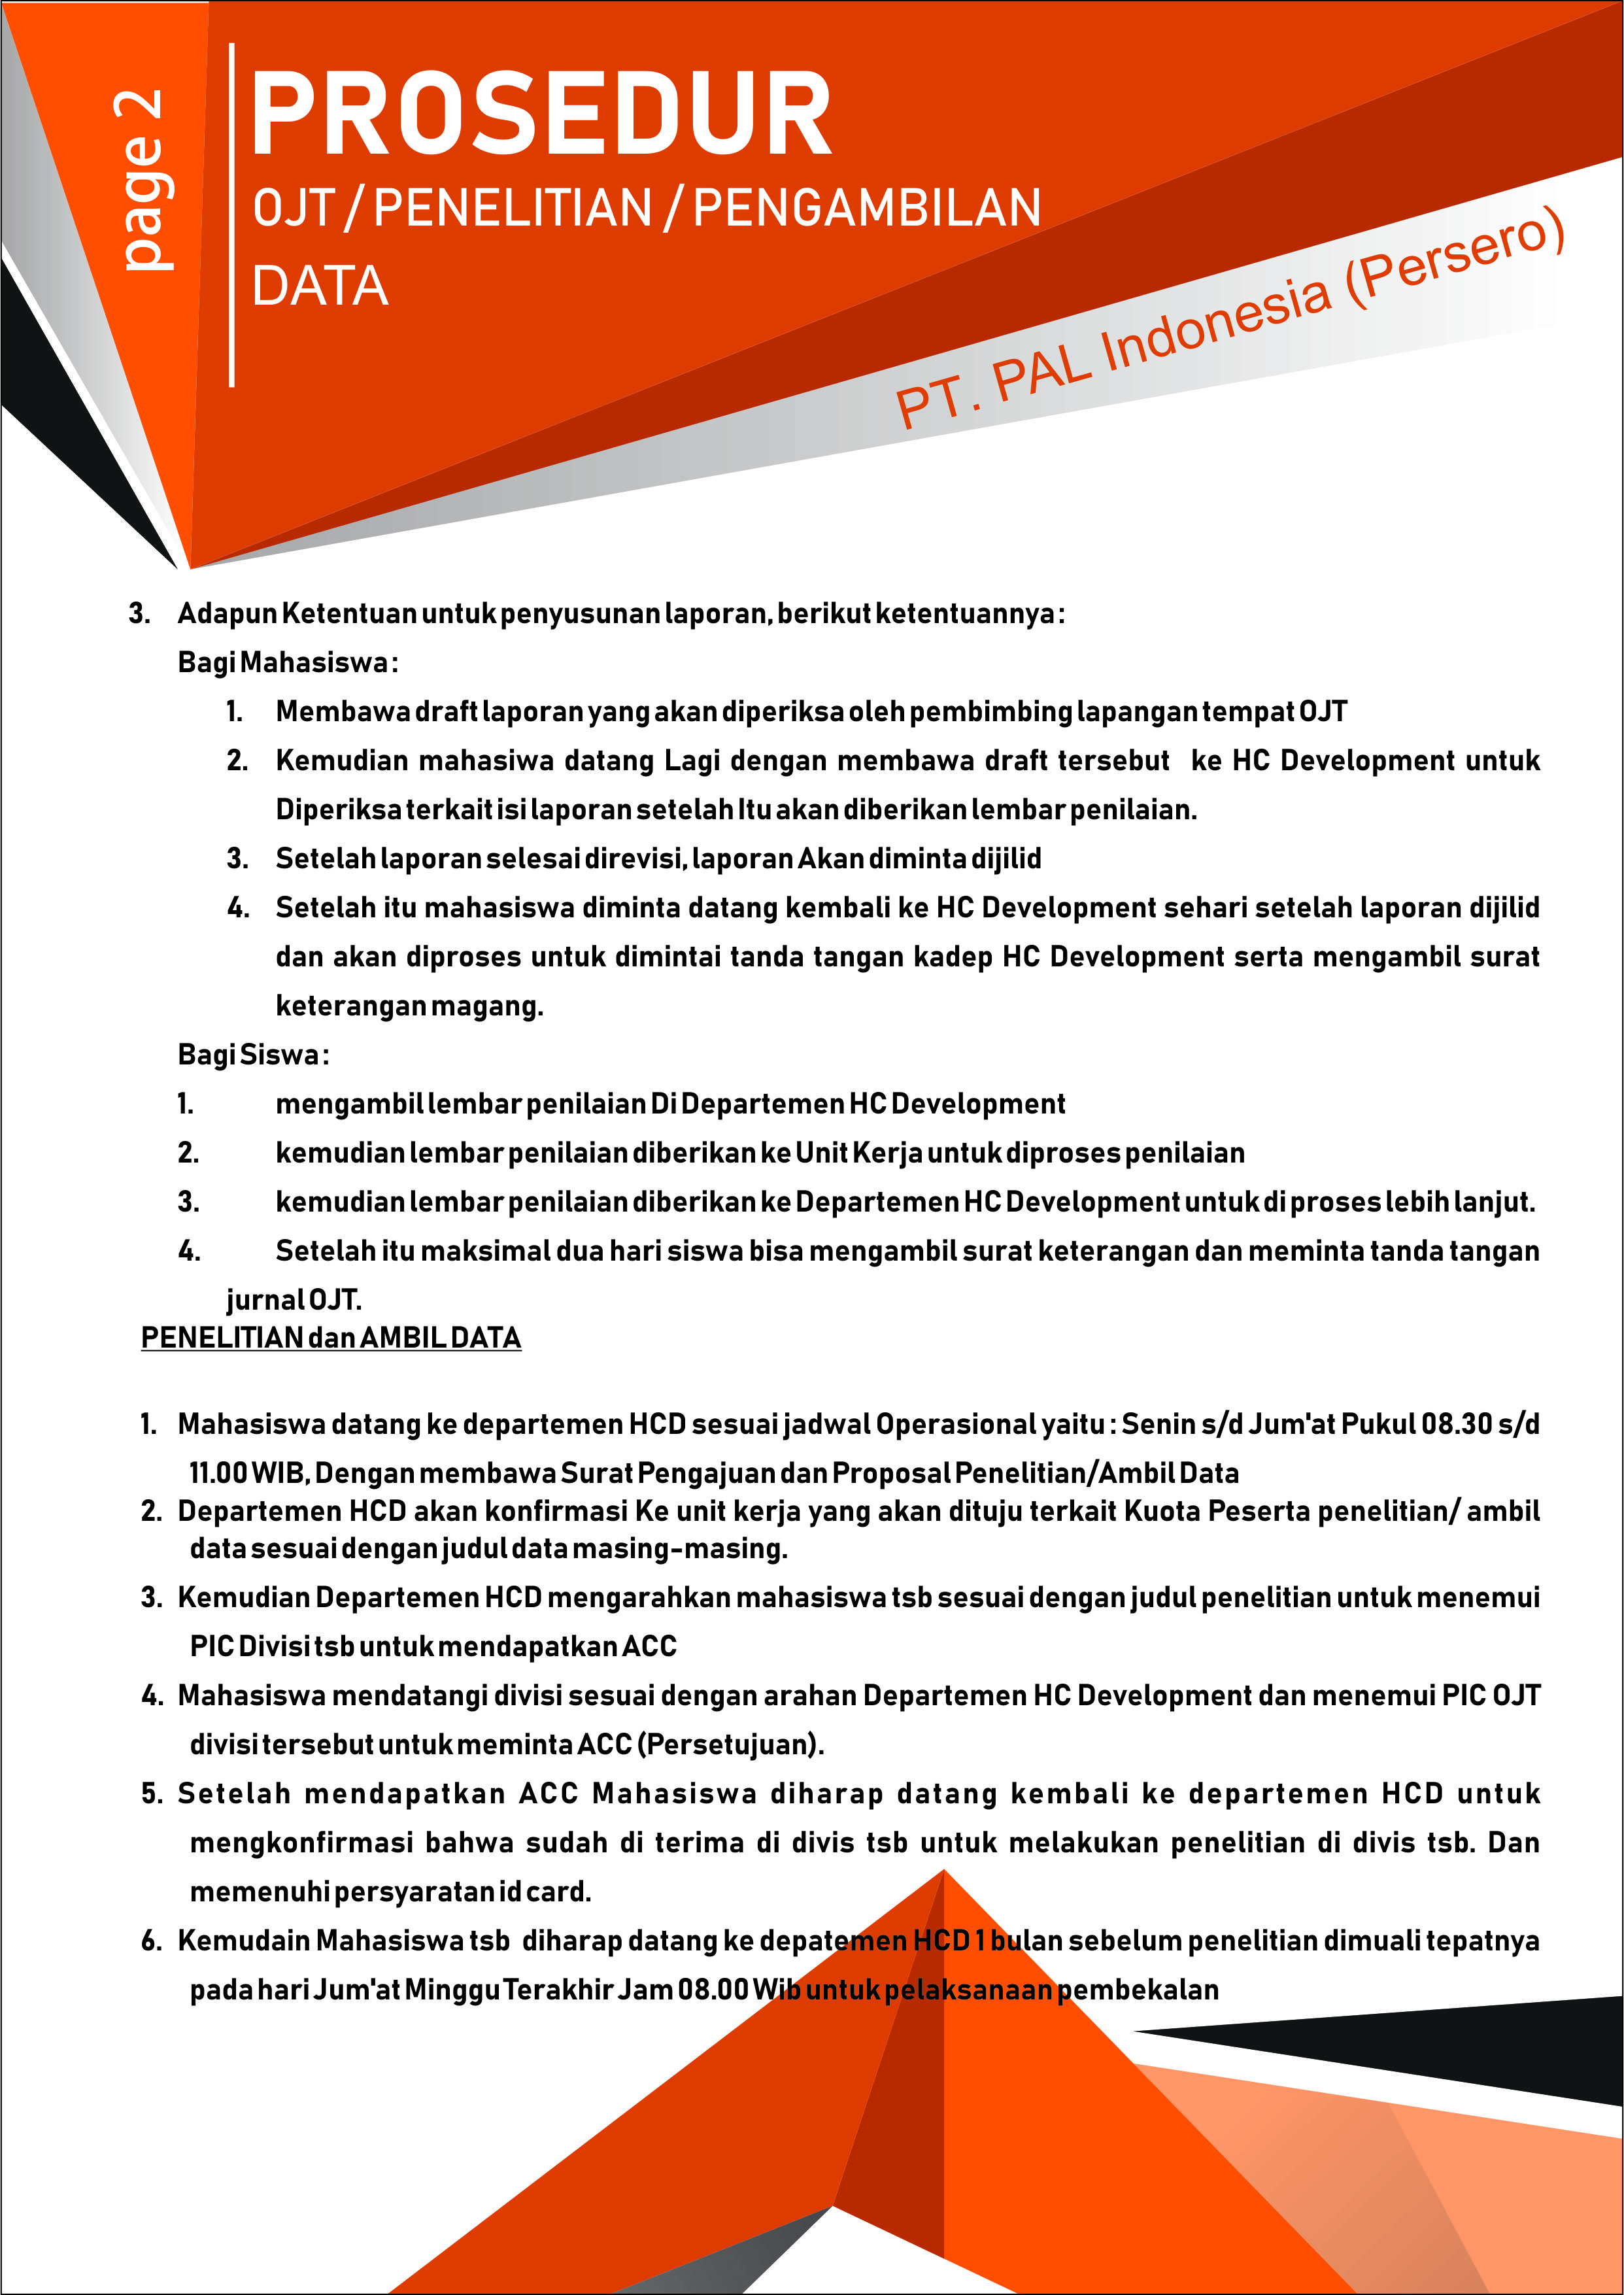 page 2
PROSEDUR
OJT / PENELITIAN / PENGAMBILAN
DATA
PT. PAL Indonesia (Persero)
3. Adapun Ketentuan untuk penyusunan laporan, berikut ketentuannya :
Bagi Mahasiswa :
1. Membawa draft laporan yang akan diperiksa oleh pembimbing lapangan tempat OJT
2. Kemudian mahasiwa datang Lagi dengan membawa draft tersebut ke HC Development untuk
Diperiksa terkait isi laporan setelah Itu akan diberikan lembar penilaian.
3. Setelah laporan selesai direvisi, laporan Akan diminta dijilid
4. Setelah itu mahasiswa diminta datang kembali ke HC Development sehari setelah laporan dijilid
dan akan diproses untuk dimintai tanda tangan kadep HC Development serta mengambil surat
keterangan magang.
Bagi Siswa :
1. mengambil lembar penilaian Di Departemen HC Development
2. kemudian lembar penilaian diberikan ke Unit Kerja untuk diproses penilaian
3. kemudian lembar penilaian diberikan ke Departemen HC Development untuk di proses lebih lanjut.
4. Setelah itu maksimal dua hari siswa bisa mengambil surat keterangan dan meminta tanda tangan
jurnal OJT.
PENELITIAN dan AMBIL DATA
1. Mahasiswa datang ke departemen HCD sesuai jadwal Operasional yaitu : Senin s/d Jum'at Pukul 08.30 s/d
11.00 WIB, Dengan membawa Surat Pengajuan dan Proposal Penelitian/Ambil Data
2. Departemen HCD akan konfirmasi Ke unit kerja yang akan dituju terkait Kuota Peserta penelitian/ ambil
data sesuai dengan judul data masing-masing.
3. Kemudian Departemen HCD mengarahkan mahasiswa tsb sesuai dengan judul penelitian untuk menemui
PIC Divisi tsb untuk mendapatkan ACC
4. Mahasiswa mendatangi divisi sesuai dengan arahan Departemen HC Development dan menemui PIC OJT
divisi tersebut untuk meminta ACC (Persetujuan).
5. Setelah mendapatkan ACC Mahasiswa diharap datang kembali ke departemen HCD untuk
mengkonfirmasi bahwa sudah di terima di divis tsb untuk melakukan penelitian di divis tsb. Dan
memenuhi persyaratan id card.
6. Kemudain Mahasiswa tsb diharap datang ke depatemen HCD 1 bulan sebelum penelitian dimuali tepatnya
pada hari Jum'at Minggu Terakhir Jam 08.00 Wib untuk pelaksanaan pembekalan